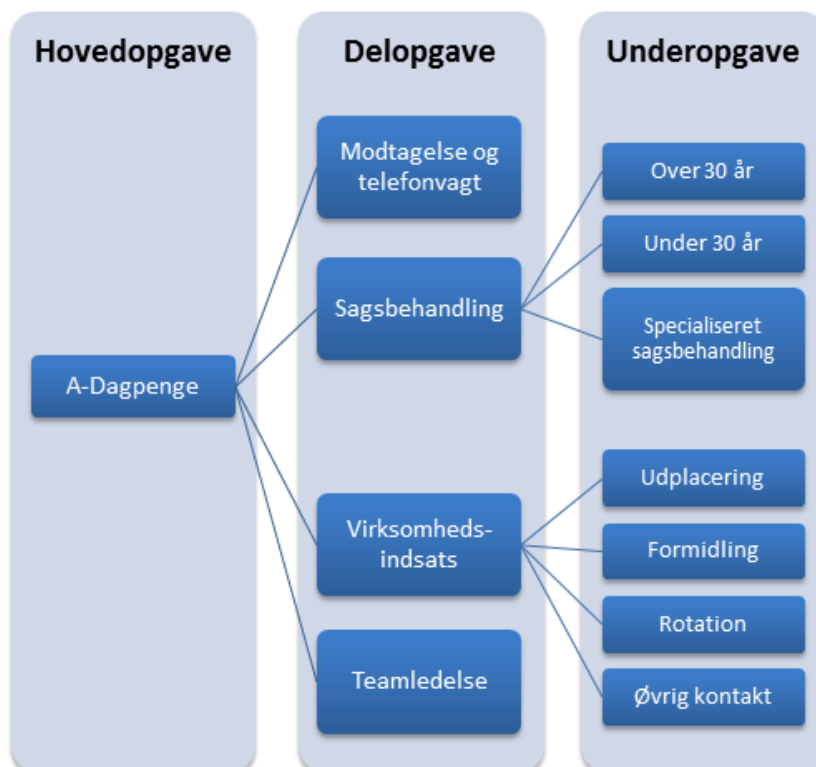 Hovedopgave
Delopgave
Underopgave
A-Dagpenge
Modtagelse og
telefonvagt
Sagsbehandling
Virksomheds-
indsats
Teamledelse
Over 30 år
Under 30 år
Specialiseret
sagsbehandling
Udplacering
Formidling
Rotation
Øvrig kontakt